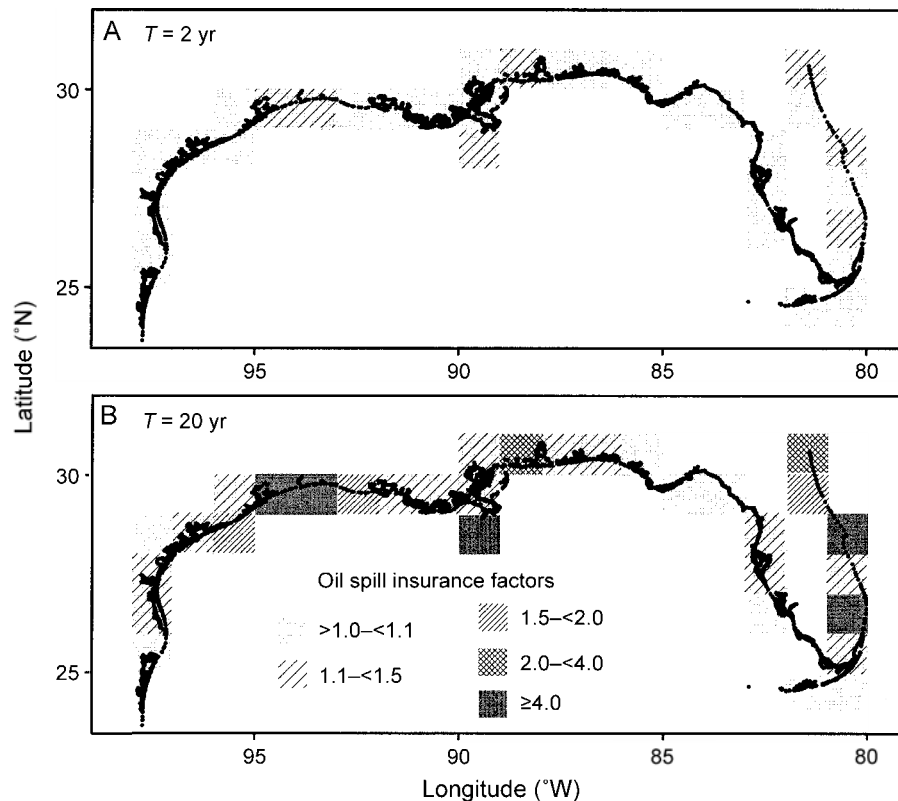 A
T = 2 yr
30
25
95
90
85
80
Latitude (°N)
B
T = 20 yr
30
25
Oil spill insurance factors
>1.0–<1.1
1.1–<1.5
1.5–<2.0
2.0–<4.0
≥4.0
95
90
85
80
Longitude (°W)